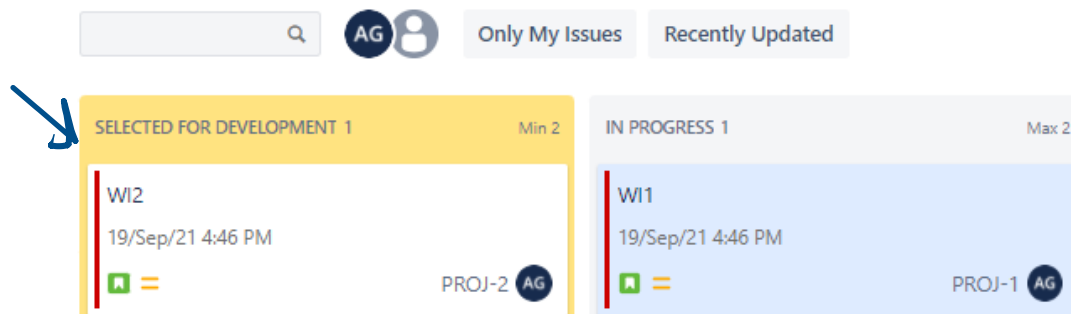 AG Only My Issues Recently Updated
SELECTED FOR DEVELOPMENT 1 Min 2
IN PROGRESS 1 Max 2
WI2
19/Sep/21 4:46 PM
PROJ-2 AG
WI1
19/Sep/21 4:46 PM
PROJ-1 AG